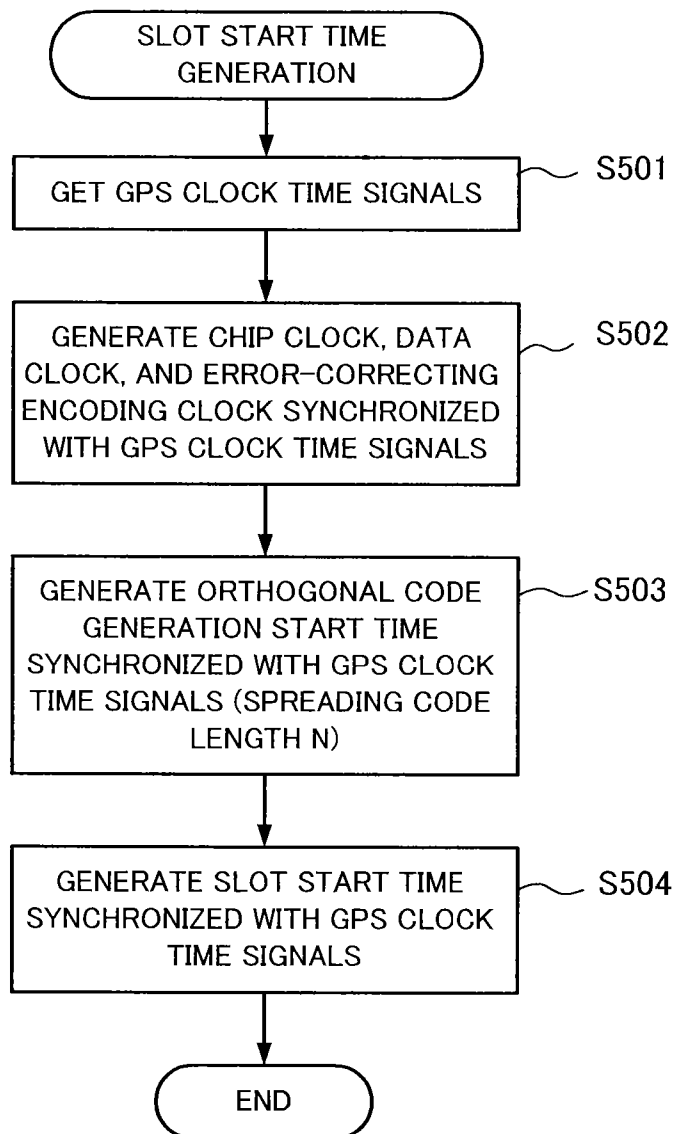 SLOT START TIME
GENERATION
GET GPS CLOCK TIME SIGNALS
S501
GENERATE CHIP CLOCK, DATA
CLOCK, AND ERROR-CORRECTING
ENCODING CLOCK SYNCHRONIZED
WITH GPS CLOCK TIME SIGNALS
S502
GENERATE ORTHOGONAL CODE
GENERATION START TIME
SYNCHRONIZED WITH GPS CLOCK
TIME SIGNALS (SPREADING CODE
LENGTH N)
S503
GENERATE SLOT START TIME
SYNCHRONIZED WITH GPS CLOCK
TIME SIGNALS
S504
END